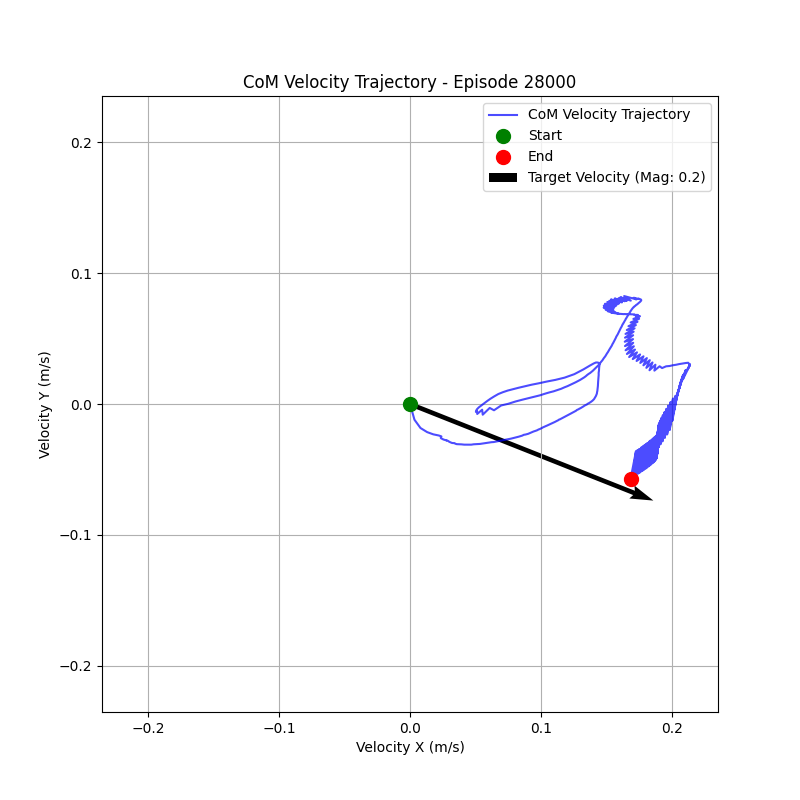 CoM Velocity Trajectory - Episode 28000
CoM Velocity Trajectory
Start
End
Target Velocity (Mag: 0.2)
0.2
0.1
0.0
−0.1
−0.2
Velocity Y (m/s)
−0.2
−0.1
0.0
0.1
0.2
Velocity X (m/s)